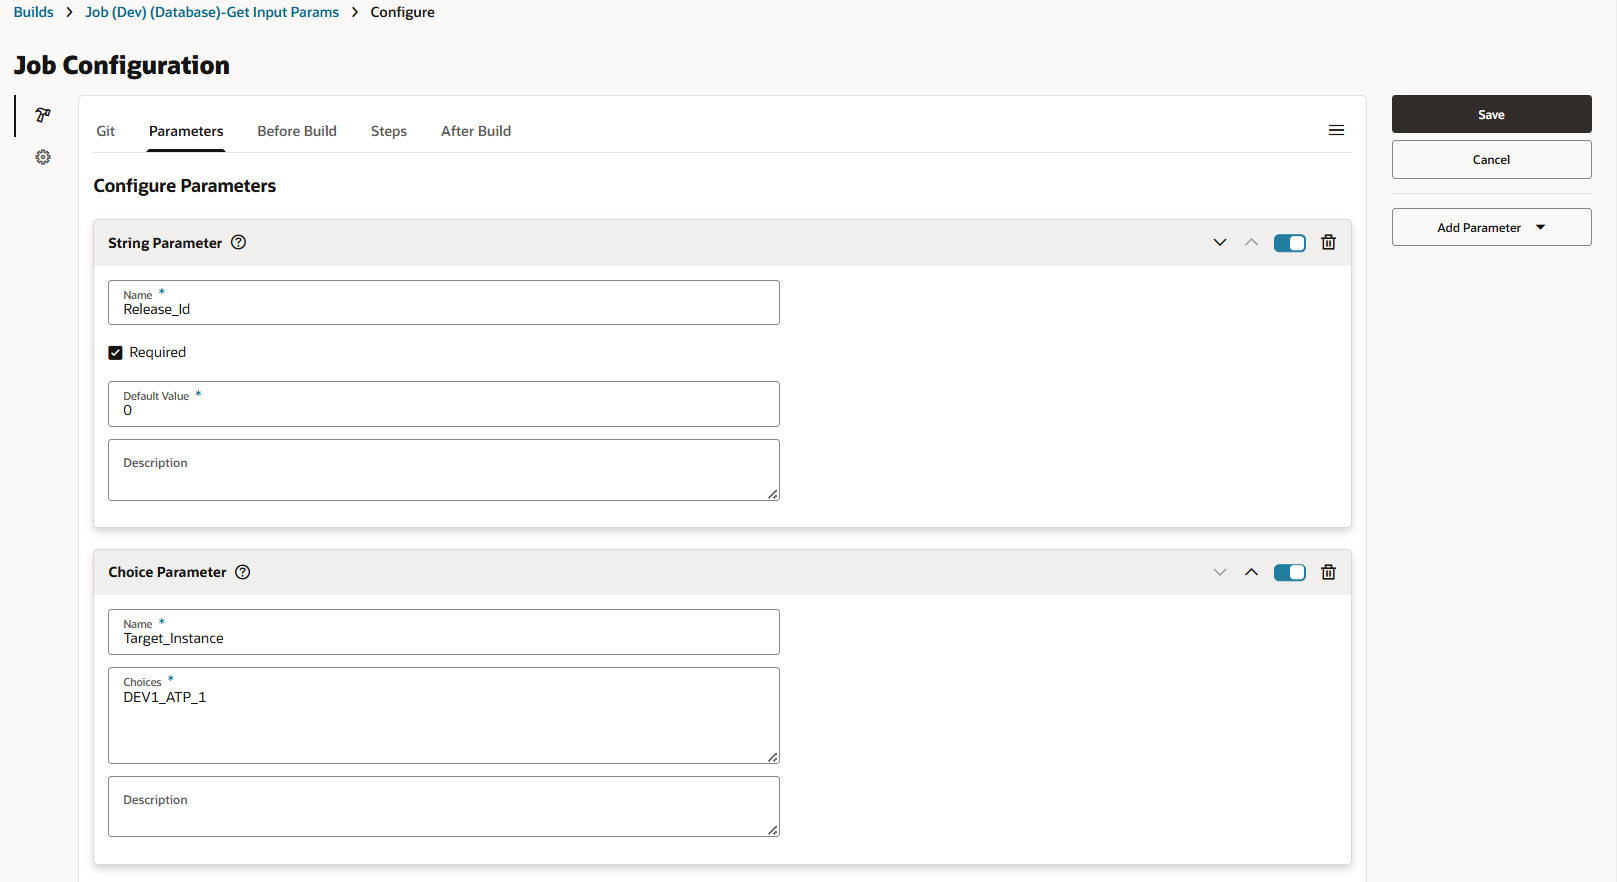 Builds > Job (Dev) (Database)-Get Input Params > Configure
Job Configuration
Git Parameters Before Build Steps After Build
Save
Cancel
Add Parameter
Configure Parameters
String Parameter ?
Name *
Release_Id
Required
Default Value *
0
Description
Choice Parameter ?
Name *
Target_Instance
Choices *
DEV1_ATP_1
Description